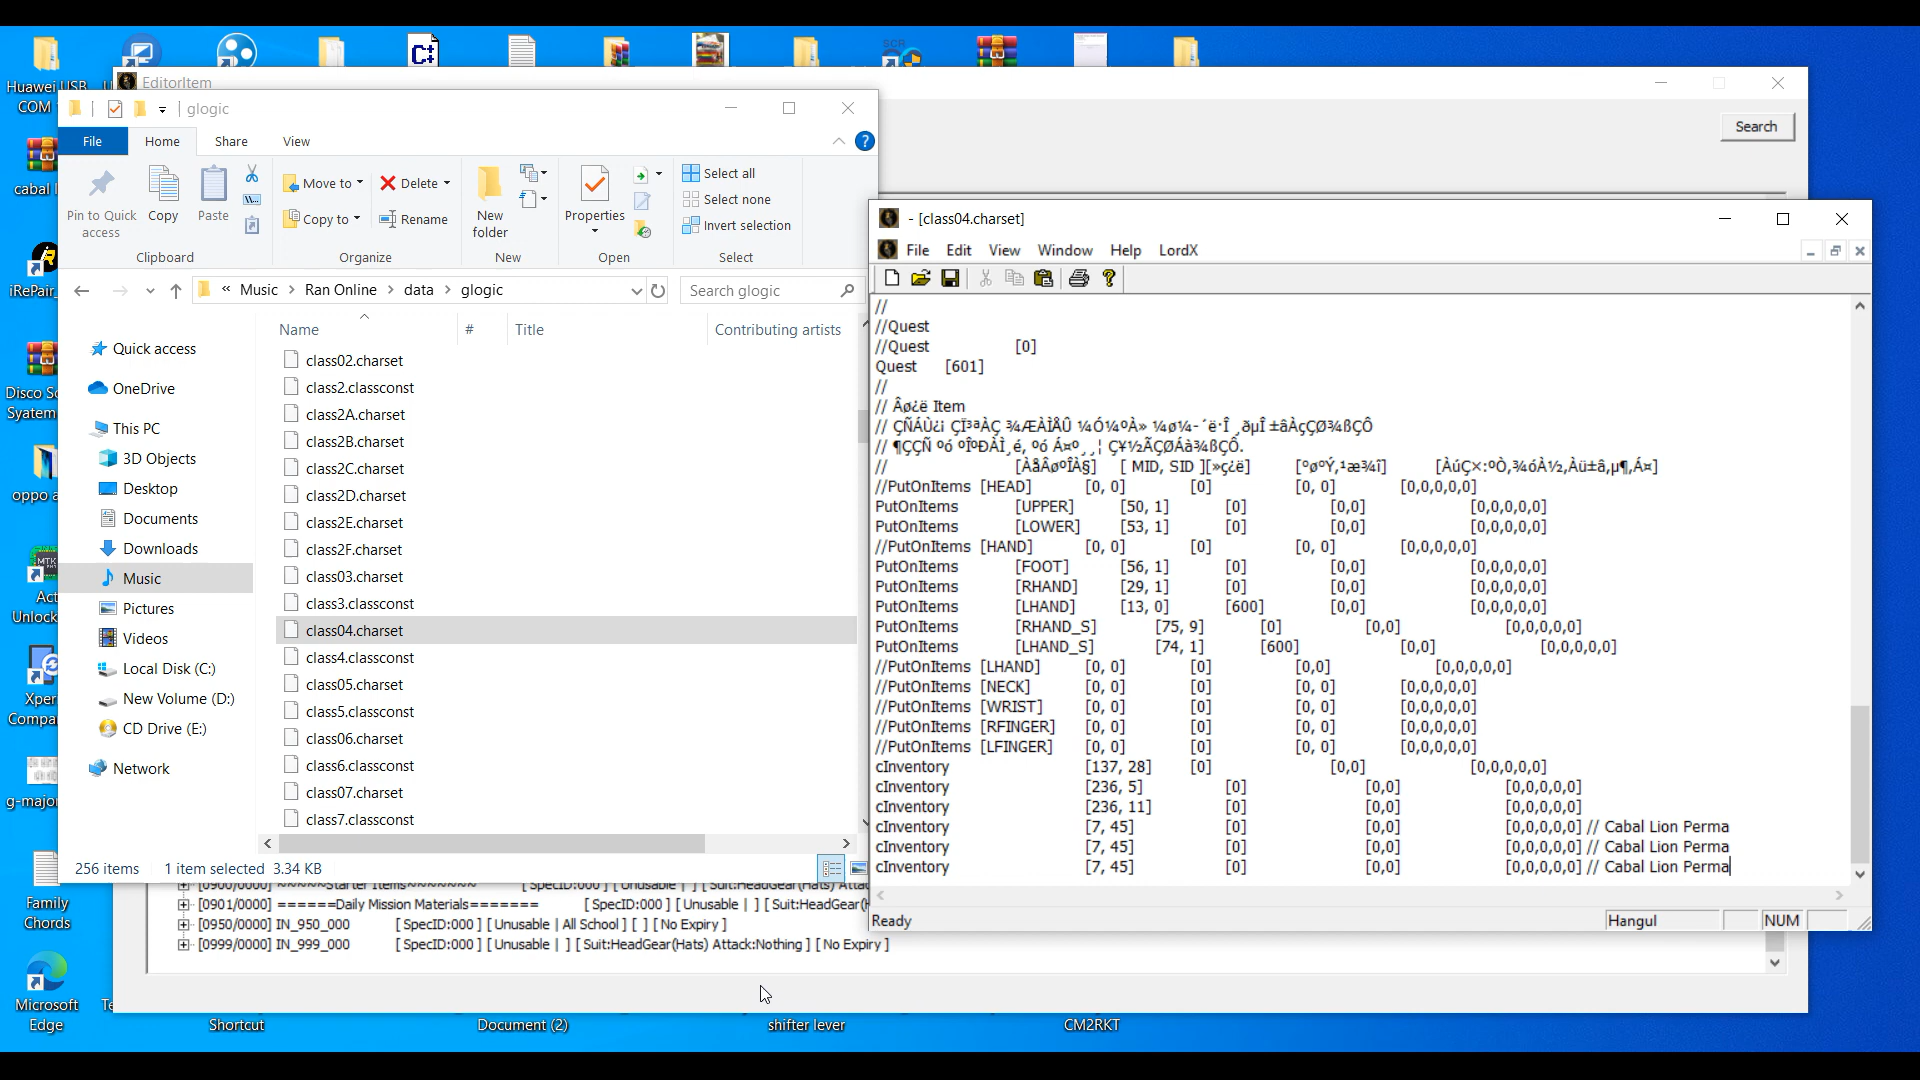 Huawei USB
COM
EditorItem
Search
glogic
File Home Share View
Pin to Quick
access
Copy
Paste
Move to
Copy to
Delete
Rename
New
folder
Properties
Select all
Select none
Invert selection
Clipboard Organize New Open Select
« Music > Ran Online > data > glogic
Search glogic
Name # Title Contributing artists
Quick access
OneDrive
This PC
3D Objects
Desktop
Documents
Downloads
Music
Pictures
Videos
Local Disk (C:)
New Volume (D:)
CD Drive (E:)
Network
class02.charset
class2.classconst
class2A.charset
class2B.charset
class2C.charset
class2D.charset
class2E.charset
class2F.charset
class03.charset
class3.classconst
class04.charset
class4.classconst
class05.charset
class5.classconst
class06.charset
class6.classconst
class07.charset
class7.classconst
256 items 1 item selected 3.34 KB
- [class04.charset]
File Edit View Window Help LordX
//
//Quest
//Quest [0]
Quest [601]
//
// Âø¿ë Item
//PutOnItems [HEAD] [0, 0] [0] [0, 0] [0,0,0,0,0]
PutOnItems [UPPER] [50, 1] [0] [0,0] [0,0,0,0,0]
PutOnItems [LOWER] [53, 1] [0] [0,0] [0,0,0,0,0]
//PutOnItems [HAND] [0, 0] [0] [0, 0] [0,0,0,0,0]
PutOnItems [FOOT] [56, 1] [0] [0,0] [0,0,0,0,0]
PutOnItems [RHAND] [29, 1] [0] [0,0] [0,0,0,0,0]
PutOnItems [LHAND] [13, 0] [600] [0,0] [0,0,0,0,0]
PutOnItems [RHAND_S] [75, 9] [0] [0,0] [0,0,0,0,0]
PutOnItems [LHAND_S] [74, 1] [600] [0,0] [0,0,0,0,0]
//PutOnItems [LHAND] [0, 0] [0] [0,0] [0,0,0,0,0]
//PutOnItems [NECK] [0, 0] [0] [0, 0] [0,0,0,0,0]
//PutOnItems [WRIST] [0, 0] [0] [0, 0] [0,0,0,0,0]
//PutOnItems [RFINGER] [0, 0] [0] [0, 0] [0,0,0,0,0]
//PutOnItems [LFINGER] [0, 0] [0] [0, 0] [0,0,0,0,0]
cInventory [137, 28] [0] [0,0] [0,0,0,0,0]
cInventory [236, 5] [0] [0,0] [0,0,0,0,0]
cInventory [236, 11] [0] [0,0] [0,0,0,0,0]
cInventory [7, 45] [0] [0,0] [0,0,0,0,0] // Cabal Lion Perma
cInventory [7, 45] [0] [0,0] [0,0,0,0,0] // Cabal Lion Perma
cInventory [7, 45] [0] [0,0] [0,0,0,0,0] // Cabal Lion Perma
Ready Hangul NUM
[0900/0000] ~~~~~Starter Items~~~~~~~ [ SpecID:000 ] [ Unusable | ] [ Suit:HeadGear(Hats)
[0901/0000] ======Daily Mission Materials======= [ SpecID:000 ] [ Unusable | ]
[0950/0000] IN_950_000 [ SpecID:000 ] [ Unusable | All School ] [ ] [ No Expiry ]
[0999/0000] IN_999_000 [ SpecID:000 ] [ Unusable | ] [ Suit:HeadGear(Hats) Attack:Nothing ] [ No Expiry ]
cabal
iRePair_
Disco
oppo
Unlock
g-major
Family
Chords
Microsoft
Edge
Shortcut
Document (2)
shifter lever
CM2RKT